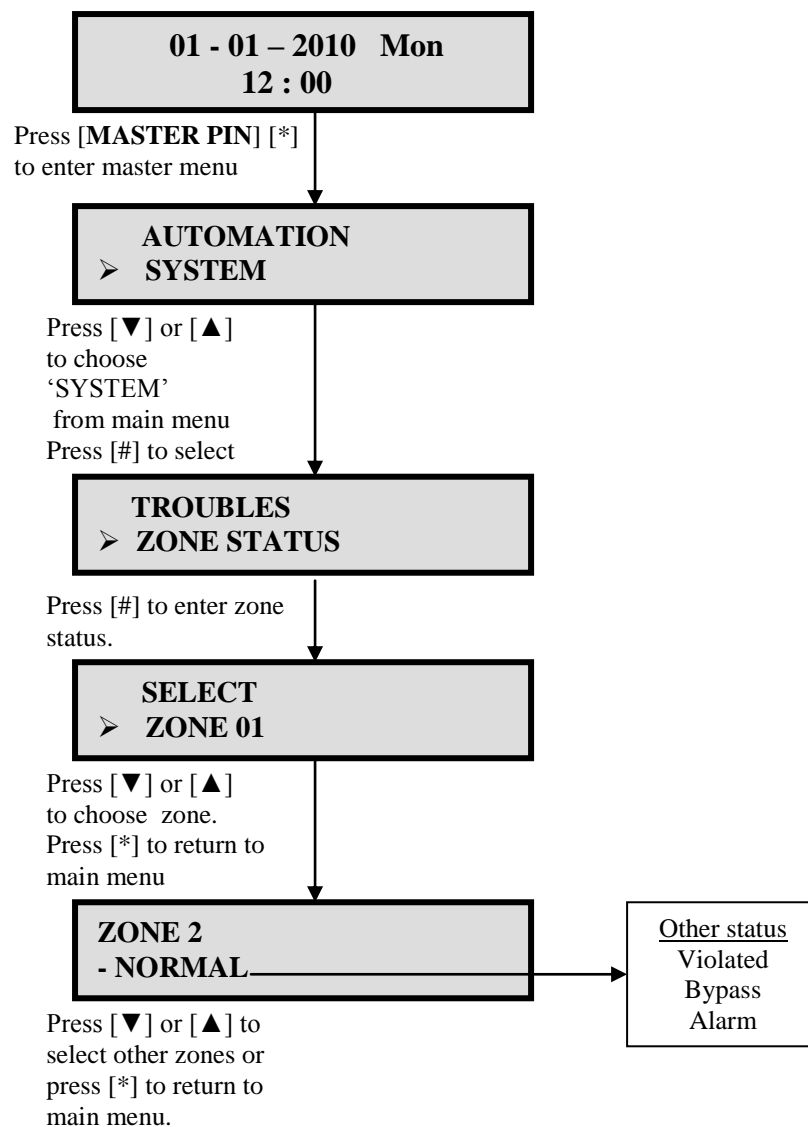 01 - 01 – 2010 Mon
12 : 00
Press [MASTER PIN] [*]
to enter master menu
AUTOMATION
➢ SYSTEM
Press [▼] or [▲]
to choose
‘SYSTEM’
from main menu
Press [#] to select
TROUBLES
➢ ZONE STATUS
Press [#] to enter zone
status.
SELECT
➢ ZONE 01
Press [▼] or [▲]
to choose zone.
Press [*] to return to
main menu
ZONE 2
- NORMAL
Other status
Violated
Bypass
Alarm
Press [▼] or [▲] to
select other zones or
press [*] to return to
main menu.